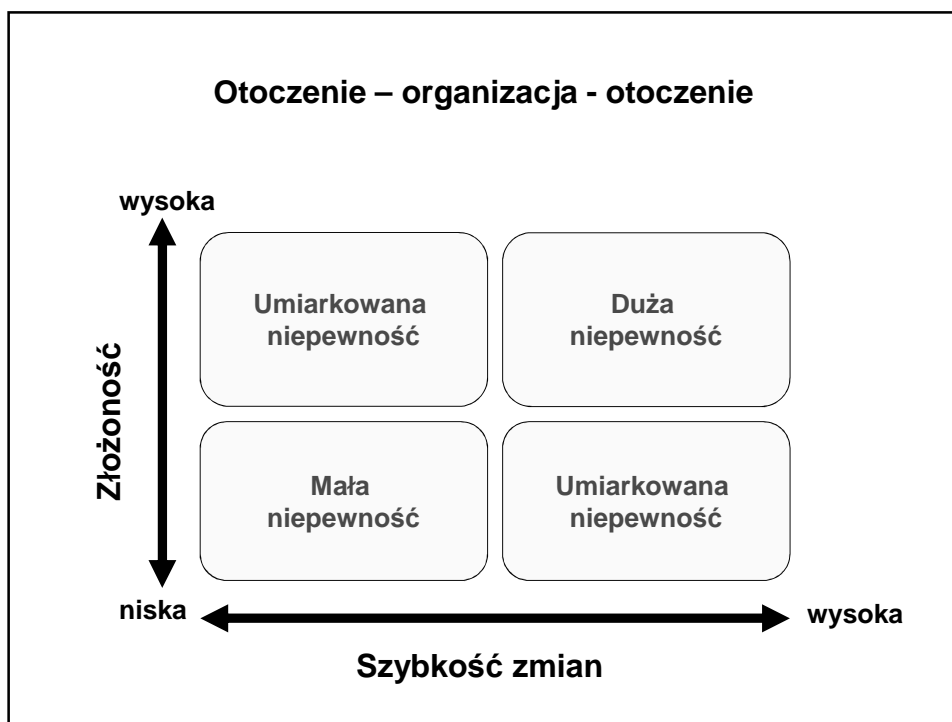 Otoczenie – organizacja - otoczenie
wysoka
Umiarkowana
niepewność
Duża
niepewność
Złożoność
Mała
niepewność
Umiarkowana
niepewność
niska
wysoka
Szybkość zmian